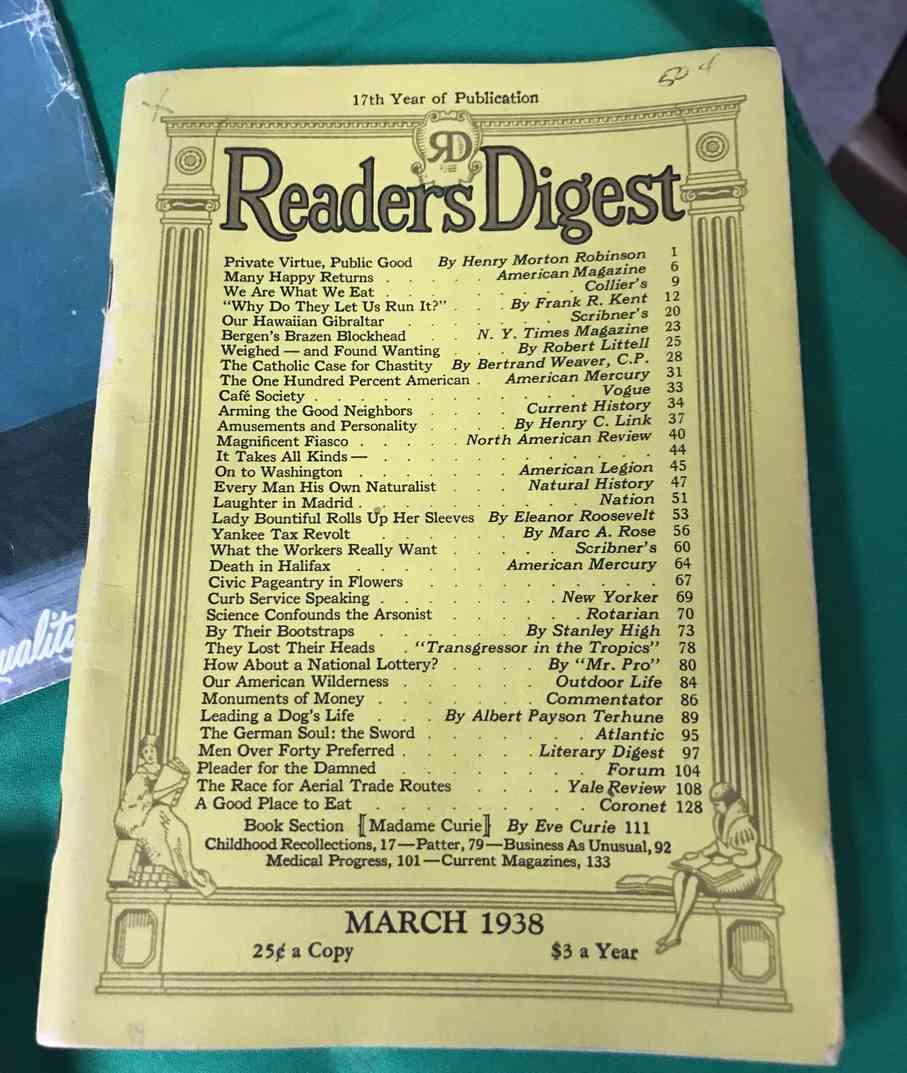 17th Year of Publication
RD
Readers Digest
Private Virtue, Public Good By Henry Morton Robinson 1
Many Happy Returns . . . . . American Magazine 6
We Are What We Eat . . . . . . . . . Collier's 9
"Why Do They Let Us Run It?" . . . By Frank R. Kent 12
Our Hawaiian Gibraltar . . . . . . . Scribner's 20
Bergen's Brazen Blockhead . . . N. Y. Times Magazine 23
Weighed — and Found Wanting . . . By Robert Littell 25
The Catholic Case for Chastity By Bertrand Weaver, C.P. 28
The One Hundred Percent American . American Mercury 31
Café Society . . . . . . . . . . . . Vogue 33
Arming the Good Neighbors . . . . Current History 34
Amusements and Personality . . . . By Henry C. Link 37
Magnificent Fiasco . . . . . North American Review 40
It Takes All Kinds — . . . . . . . . . . . 44
On to Washington . . . . . . . American Legion 45
Every Man His Own Naturalist . . . Natural History 47
Laughter in Madrid . . . . . . . . . . Nation 51
Lady Bountiful Rolls Up Her Sleeves By Eleanor Roosevelt 53
Yankee Tax Revolt . . . . . . By Marc A. Rose 56
What the Workers Really Want . . . . . Scribner's 60
Death in Halifax . . . . . . . American Mercury 64
Civic Pageantry in Flowers . . . . . . . . . 67
Curb Service Speaking . . . . . . . . New Yorker 69
Science Confounds the Arsonist . . . . . . Rotarian 70
By Their Bootstraps . . . . . . By Stanley High 73
They Lost Their Heads . "Transgressor in the Tropics" 78
How About a National Lottery? . . . . By "Mr. Pro" 80
Our American Wilderness . . . . . . Outdoor Life 84
Monuments of Money . . . . . . . Commentator 86
Leading a Dog's Life . . . By Albert Payson Terhune 89
The German Soul: the Sword . . . . . . . Atlantic 95
Men Over Forty Preferred . . . . . Literary Digest 97
Pleader for the Damned . . . . . . . . Forum 104
The Race for Aerial Trade Routes . . . . Yale Review 108
A Good Place to Eat . . . . . . . . . Coronet 128
Book Section [Madame Curie] By Eve Curie 111
Childhood Recollections, 17—Patter, 79—Business As Unusual, 92
Medical Progress, 101—Current Magazines, 133
MARCH 1938
25¢ a Copy $3 a Year